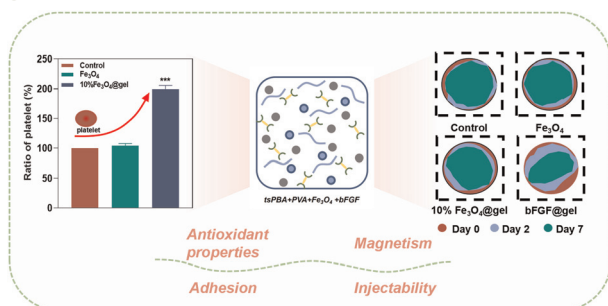 Ratio of platelet (%)
250
200
150
100
50
0
Control
Fe₃O₄
10%Fe₃O₄@gel
***
platelet
tsPBA+PVA+Fe₃O₄ +bFGF
Control
Fe₃O₄
10% Fe₃O₄@gel
bFGF@gel
Day 0
Day 2
Day 7
Antioxidant
properties
Magnetism
Adhesion
Injectability